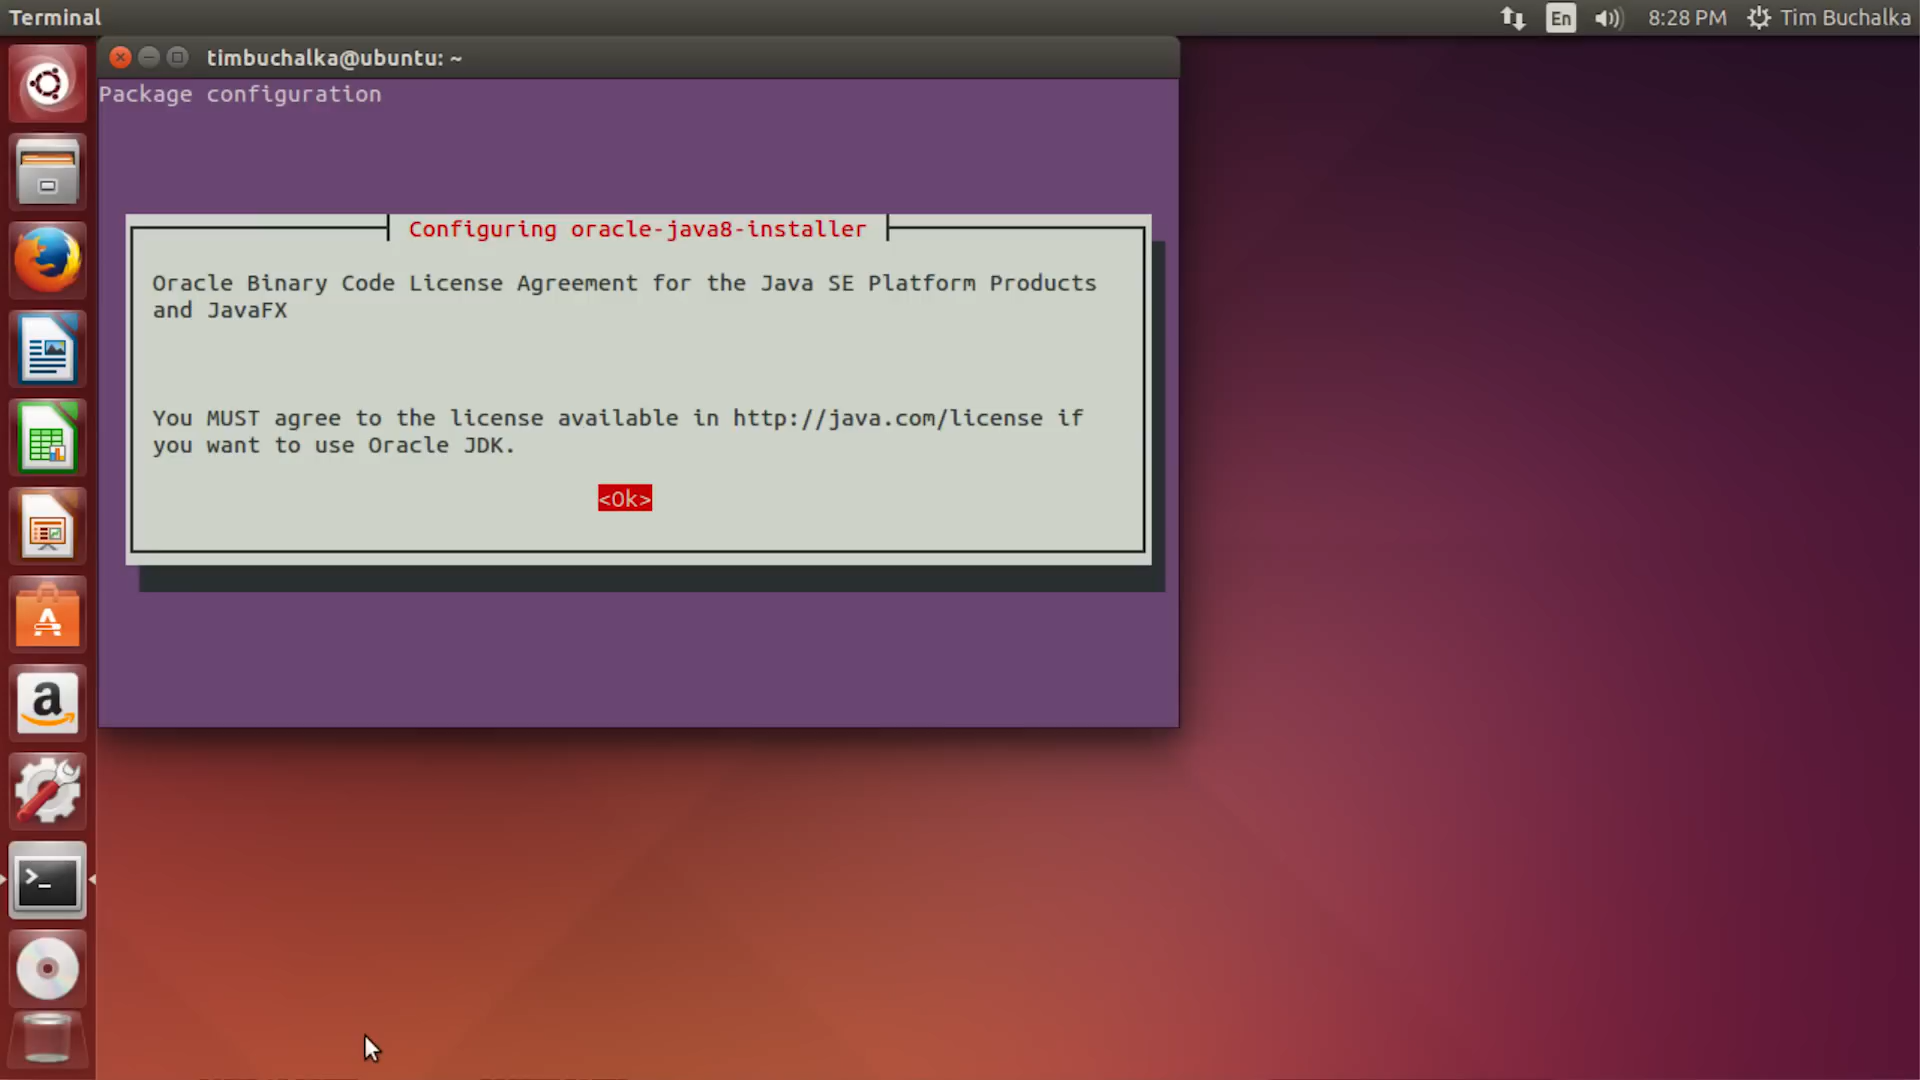 Terminal
En
8:28 PM
Tim Buchalka
timbuchalka@ubuntu: ~
Package configuration
Configuring oracle-java8-installer
Oracle Binary Code License Agreement for the Java SE Platform Products
and JavaFX
You MUST agree to the license available in http://java.com/license if
you want to use Oracle JDK.
<Ok>